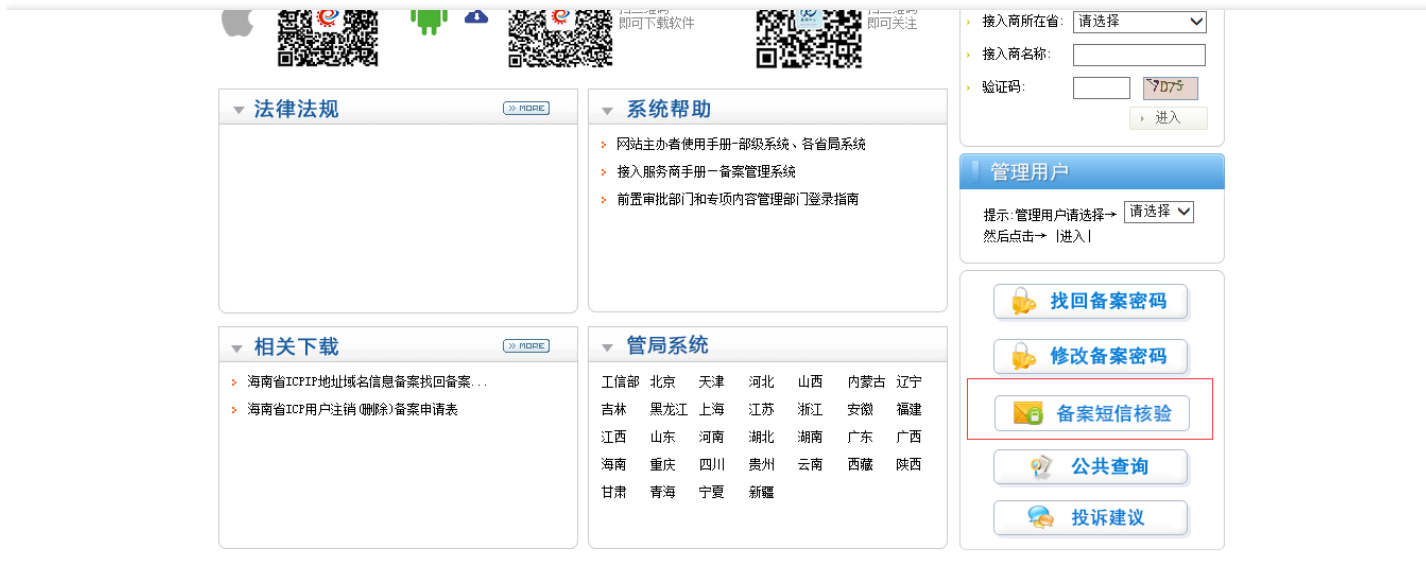 即可下载软件
即可关注
接入商所在省: 请选择
接入商名称:
验证码: 7D75
进入
法律法规 MORE
系统帮助
网站主办者使用手册-部级系统、各省局系统
接入服务商手册－备案管理系统
前置审批部门和专项内容管理部门登录指南
管理用户
提示:管理用户请选择→ 请选择
然后点击→ |进入|
找回备案密码
修改备案密码
备案短信核验
公共查询
投诉建议
相关下载 MORE
海南省ICPIP地址域名信息备案找回备案...
海南省ICP用户注销(删除)备案申请表
管局系统
工信部 北京 天津 河北 山西 内蒙古 辽宁
吉林 黑龙江 上海 江苏 浙江 安徽 福建
江西 山东 河南 湖北 湖南 广东 广西
海南 重庆 四川 贵州 云南 西藏 陕西
甘肃 青海 宁夏 新疆